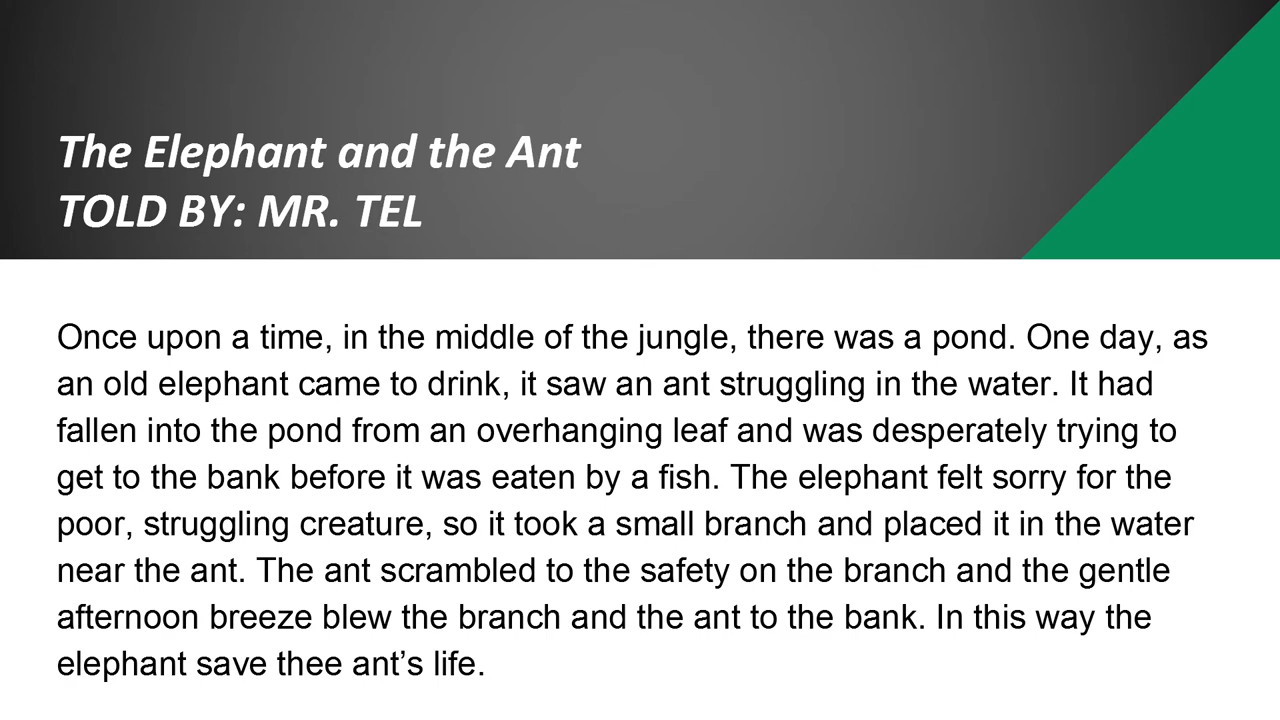 The Elephant and the Ant
TOLD BY: MR. TEL
Once upon a time, in the middle of the jungle, there was a pond. One day, as
an old elephant came to drink, it saw an ant struggling in the water. It had
fallen into the pond from an overhanging leaf and was desperately trying to
get to the bank before it was eaten by a fish. The elephant felt sorry for the
poor, struggling creature, so it took a small branch and placed it in the water
near the ant. The ant scrambled to the safety on the branch and the gentle
afternoon breeze blew the branch and the ant to the bank. In this way the
elephant save thee ant’s life.